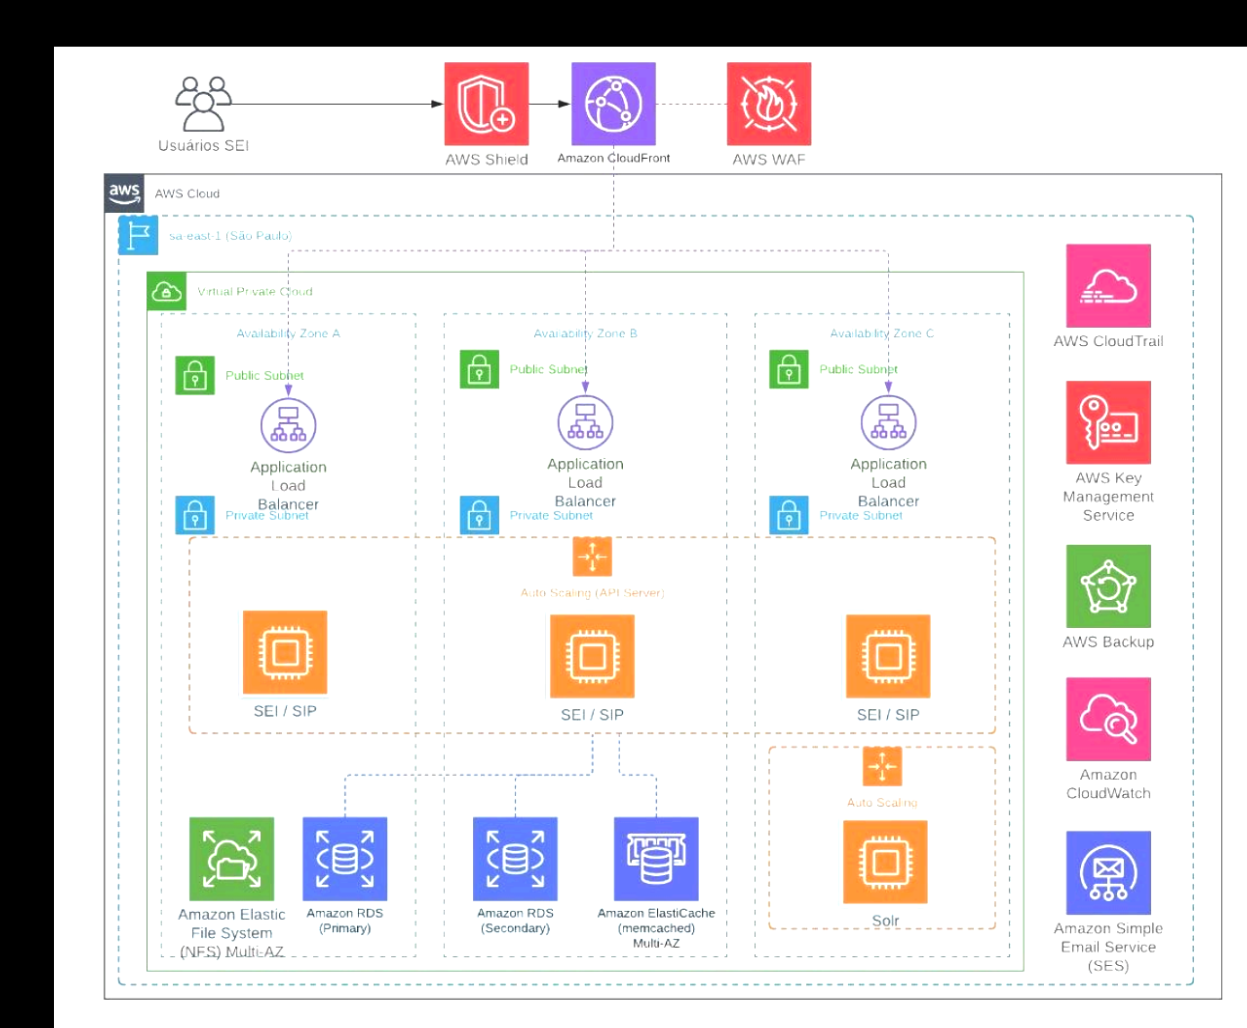 Usuários SEI
AWS Shield
Amazon CloudFront
AWS WAF
aws
AWS Cloud
sa-east-1 (São Paulo)
Virtual Private Cloud
Availability Zone A
Availability Zone B
Availability Zone C
Public Subnet
Public Subnet
Public Subnet
Application
Load
Balancer
Application
Load
Balancer
Application
Load
Balancer
Private Subnet
Private Subnet
Private Subnet
Auto Scaling (API Server)
SEI / SIP
SEI / SIP
SEI / SIP
Auto Scaling
Solr
Amazon Elastic
File System
(NFS) Multi-AZ
Amazon RDS
(Primary)
Amazon RDS
(Secondary)
Amazon ElastiCache
(memcached)
Multi-AZ
AWS CloudTrail
AWS Key
Management
Service
AWS Backup
Amazon
CloudWatch
Amazon Simple
Email Service
(SES)